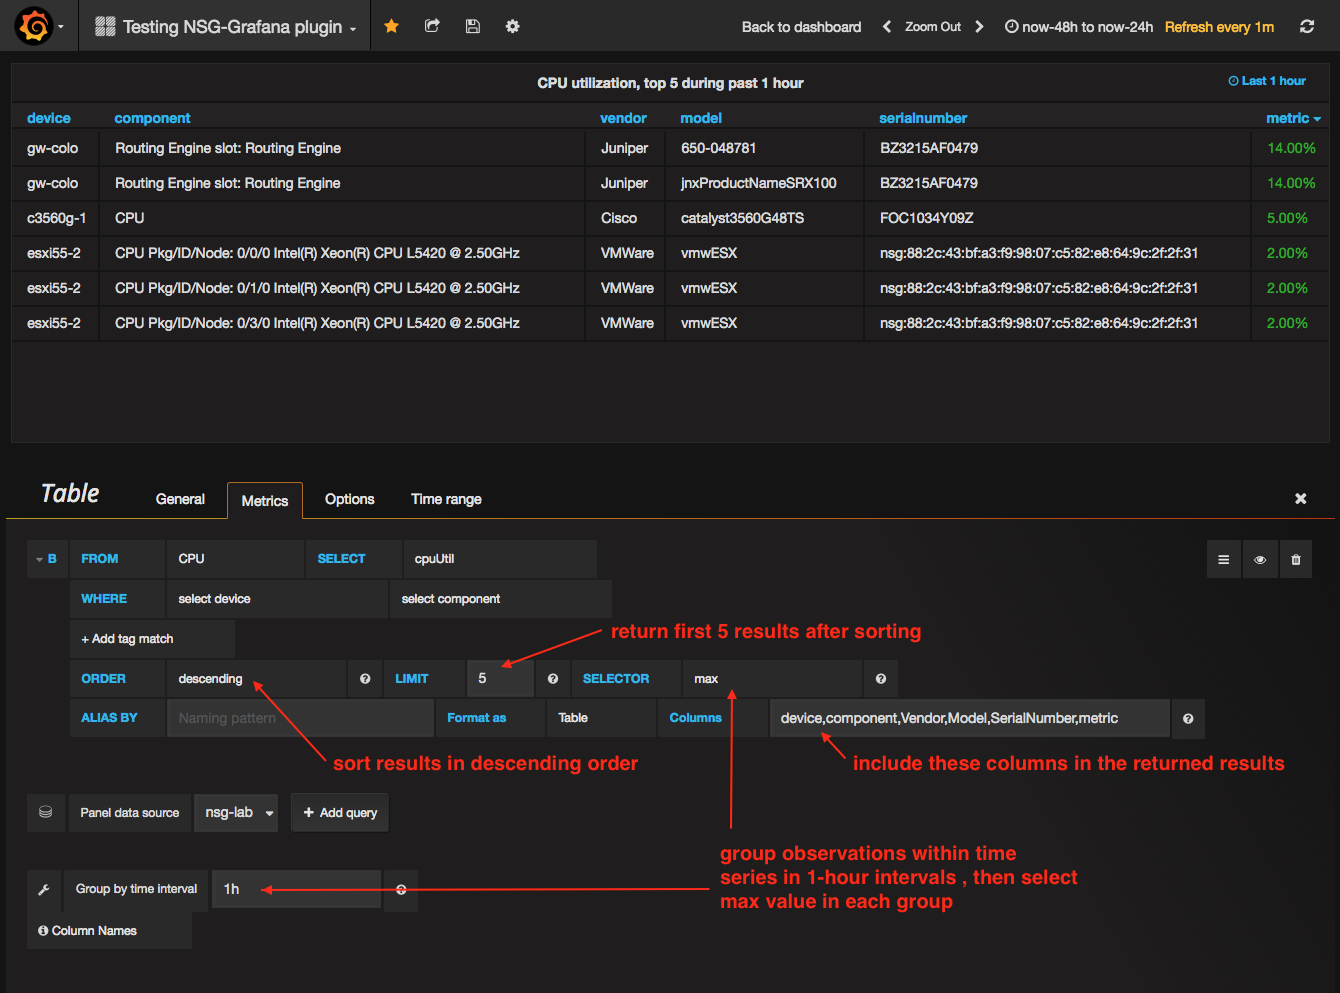 Testing NSG-Grafana plugin
Back to dashboard Zoom Out now-48h to now-24h Refresh every 1m
CPU utilization, top 5 during past 1 hour
Last 1 hour
device component vendor model serialnumber metric
gw-colo Routing Engine slot: Routing Engine Juniper 650-048781 BZ3215AF0479 14.00%
gw-colo Routing Engine slot: Routing Engine Juniper jnxProductNameSRX100 BZ3215AF0479 14.00%
c3560g-1 CPU Cisco catalyst3560G48TS FOC1034Y09Z 5.00%
esxi55-2 CPU Pkg/ID/Node: 0/0/0 Intel(R) Xeon(R) CPU L5420 @ 2.50GHz VMWare vmwESX nsg:88:2c:43:bf:a3:f9:98:07:c5:82:e8:64:9c:2f:2f:31 2.00%
esxi55-2 CPU Pkg/ID/Node: 0/1/0 Intel(R) Xeon(R) CPU L5420 @ 2.50GHz VMWare vmwESX nsg:88:2c:43:bf:a3:f9:98:07:c5:82:e8:64:9c:2f:2f:31 2.00%
esxi55-2 CPU Pkg/ID/Node: 0/3/0 Intel(R) Xeon(R) CPU L5420 @ 2.50GHz VMWare vmwESX nsg:88:2c:43:bf:a3:f9:98:07:c5:82:e8:64:9c:2f:2f:31 2.00%
Table General Metrics Options Time range
B FROM CPU SELECT cpuUtil
WHERE select device select component
+ Add tag match
return first 5 results after sorting
ORDER descending LIMIT 5 SELECTOR max
ALIAS BY Naming pattern Format as Table Columns device,component,Vendor,Model,SerialNumber,metric
sort results in descending order
include these columns in the returned results
Panel data source nsg-lab + Add query
group observations within time
series in 1-hour intervals , then select
max value in each group
Group by time interval 1h
Column Names